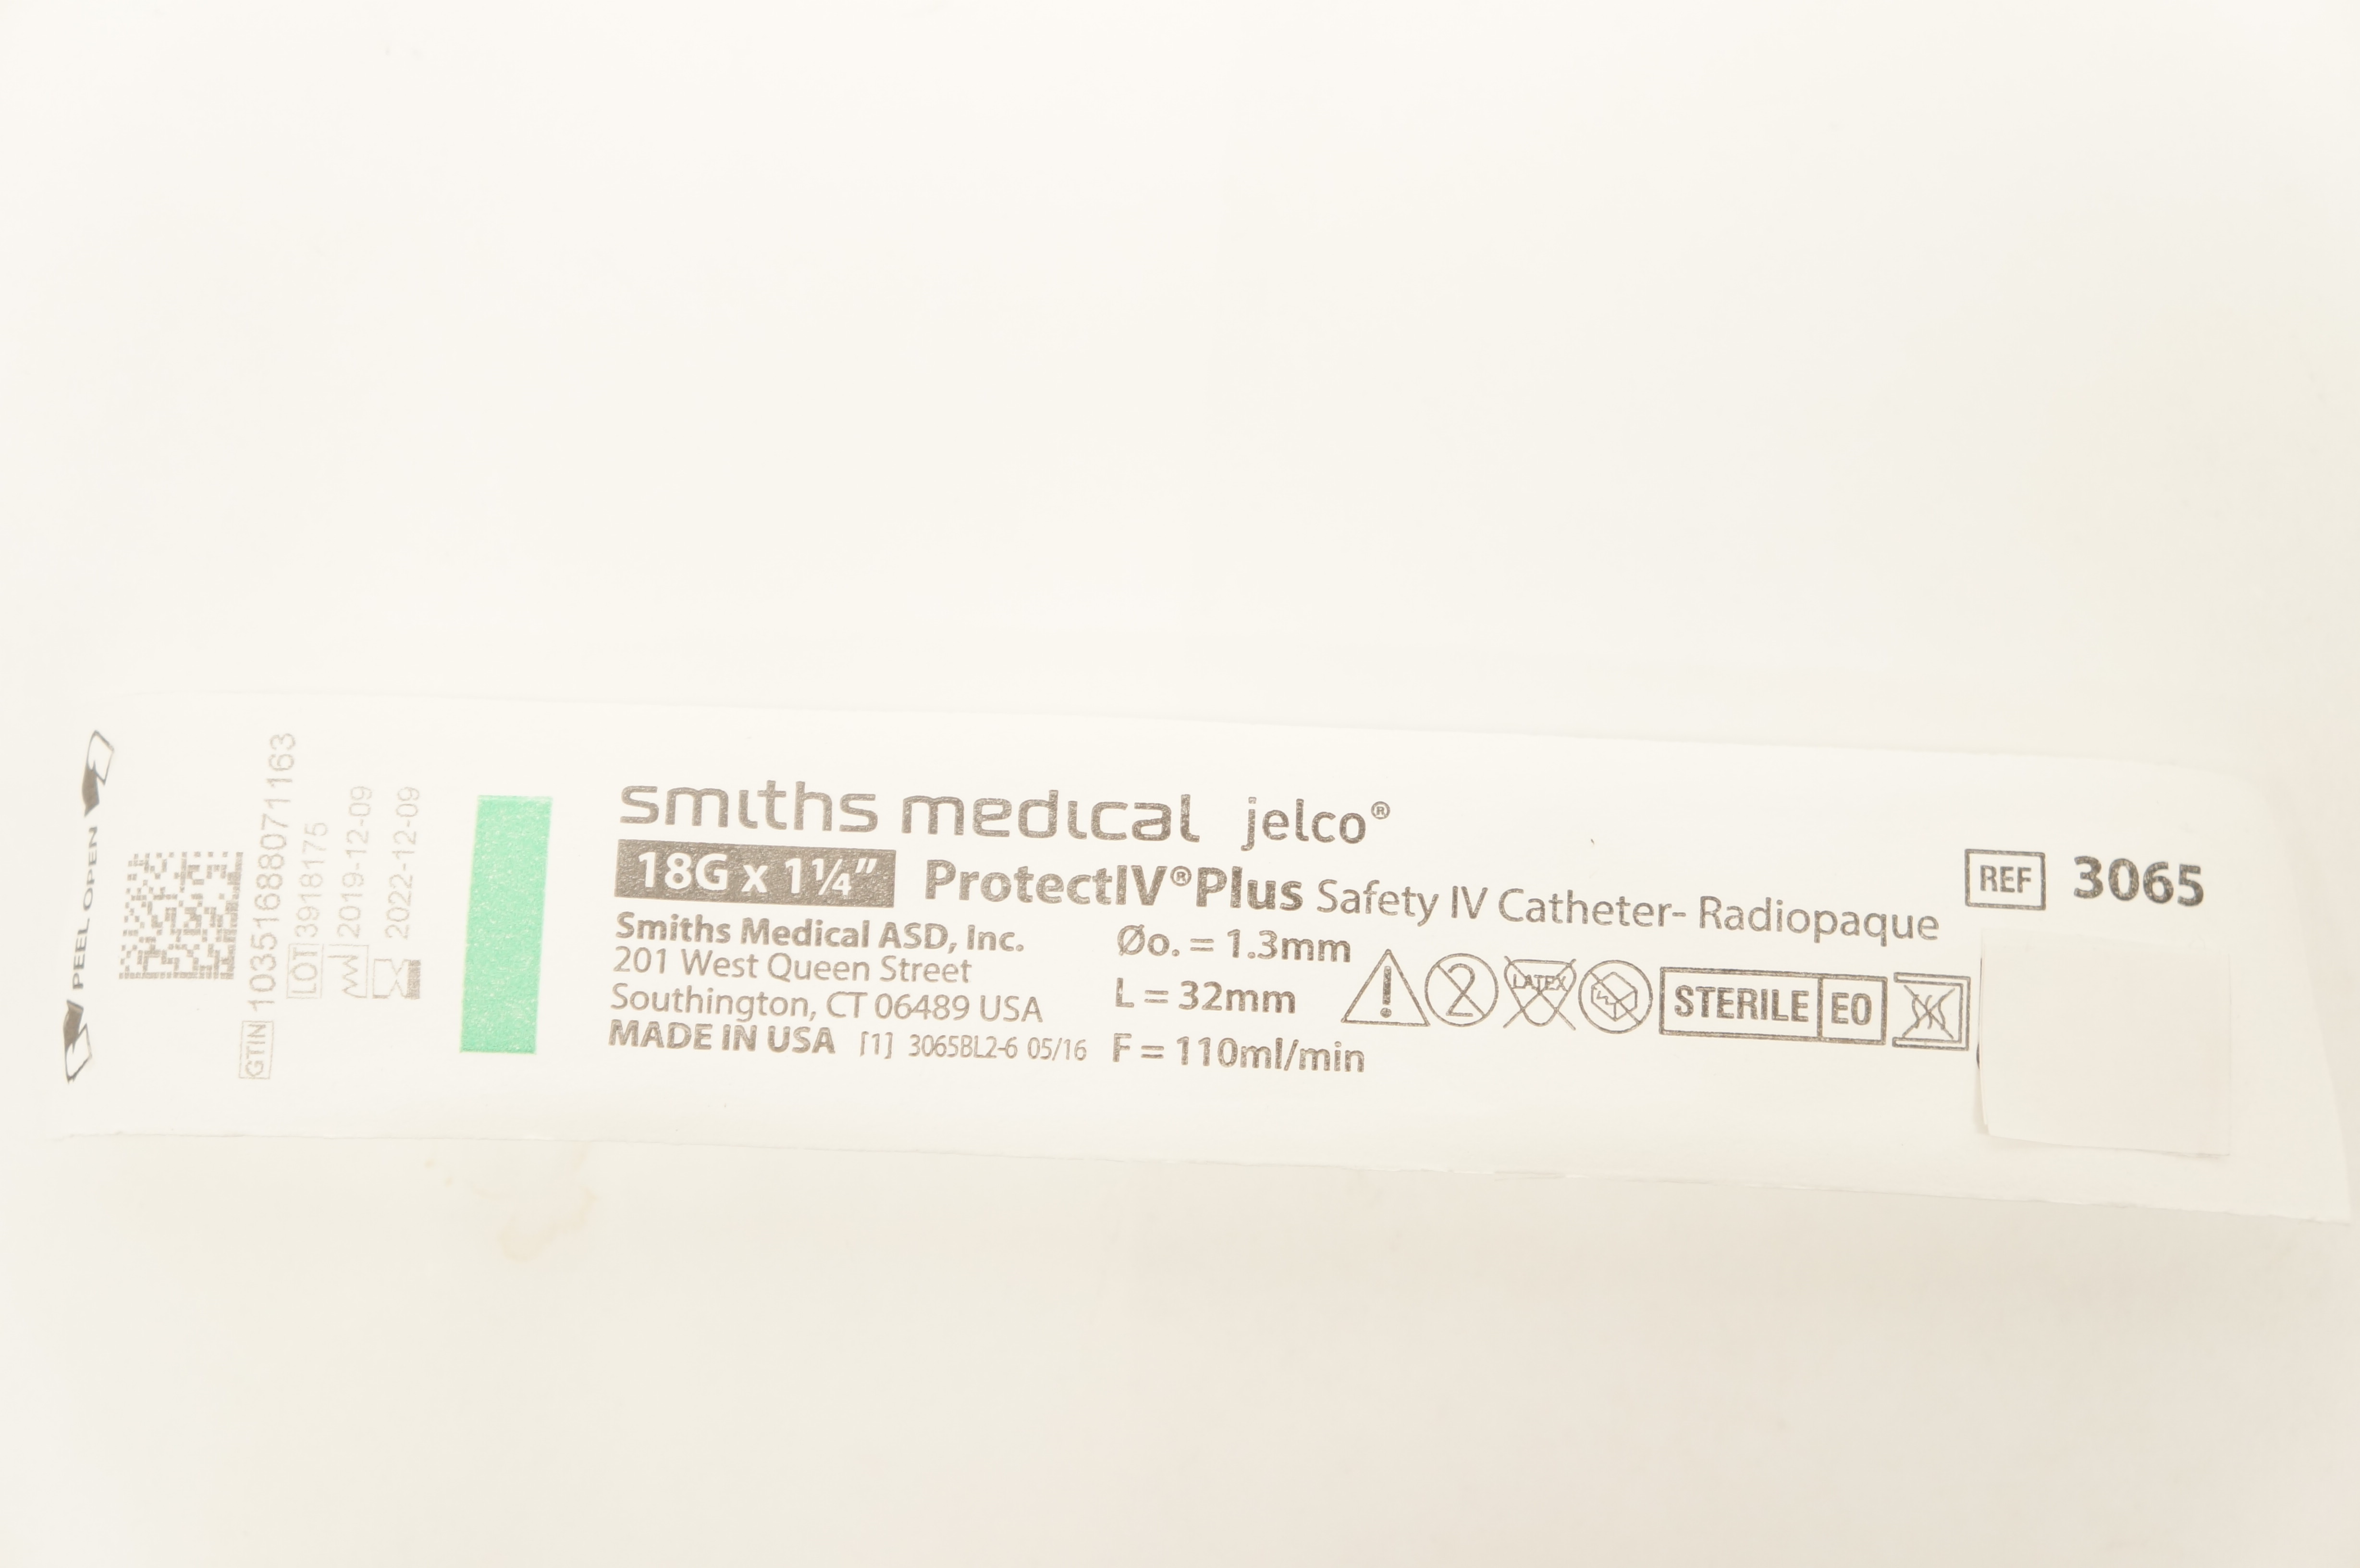 PEEL OPEN
GTIN 10351688071163
LOT 3918175
2019-12-09
2022-12-09
smiths medical jelco®
18G x 1¼” ProtectIV®Plus Safety IV Catheter- Radiopaque
REF 3065
Smiths Medical ASD, Inc.
201 West Queen Street
Southington, CT 06489 USA
MADE IN USA [1] 3065BL2-6 05/16
Øo. = 1.3mm
L = 32mm
F = 110ml/min
2
LATEX
STERILE EO